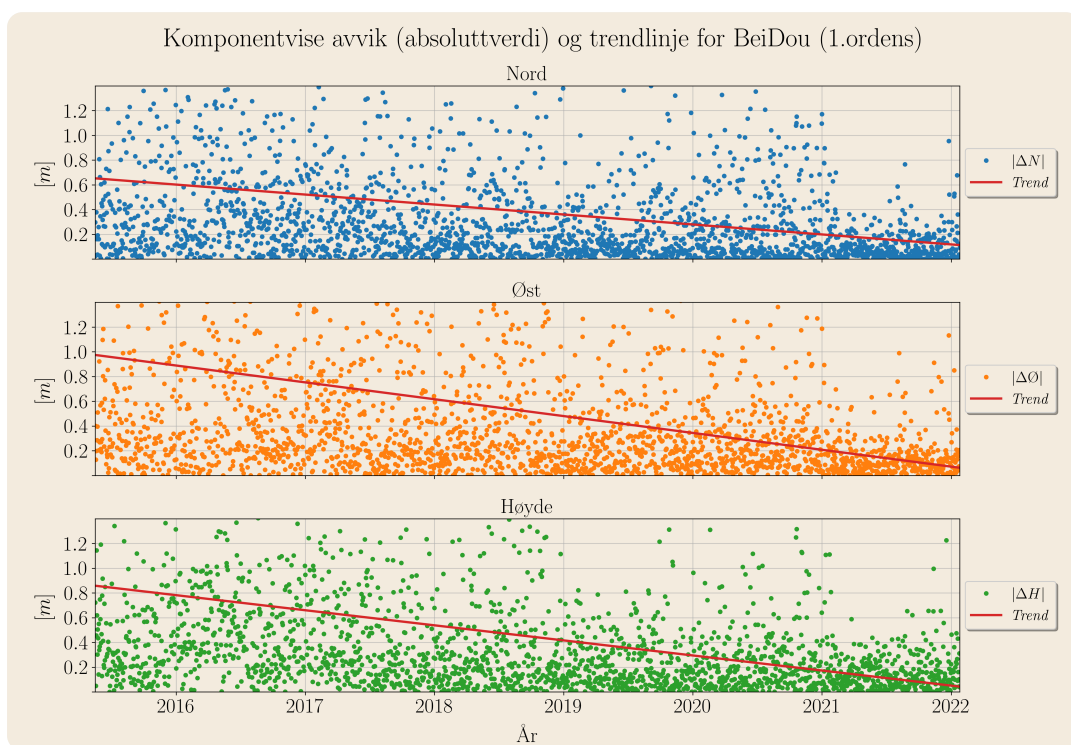 Komponentvise avvik (absoluttverdi) og trendlinje for BeiDou (1.ordens)
Nord
1.2
1.0
0.8
0.6
0.4
0.2
[m]
|ΔN|
Trend
Øst
1.2
1.0
0.8
0.6
0.4
0.2
[m]
|ΔØ|
Trend
Høyde
1.2
1.0
0.8
0.6
0.4
0.2
[m]
|ΔH|
Trend
2016 2017 2018 2019 2020 2021 2022
År